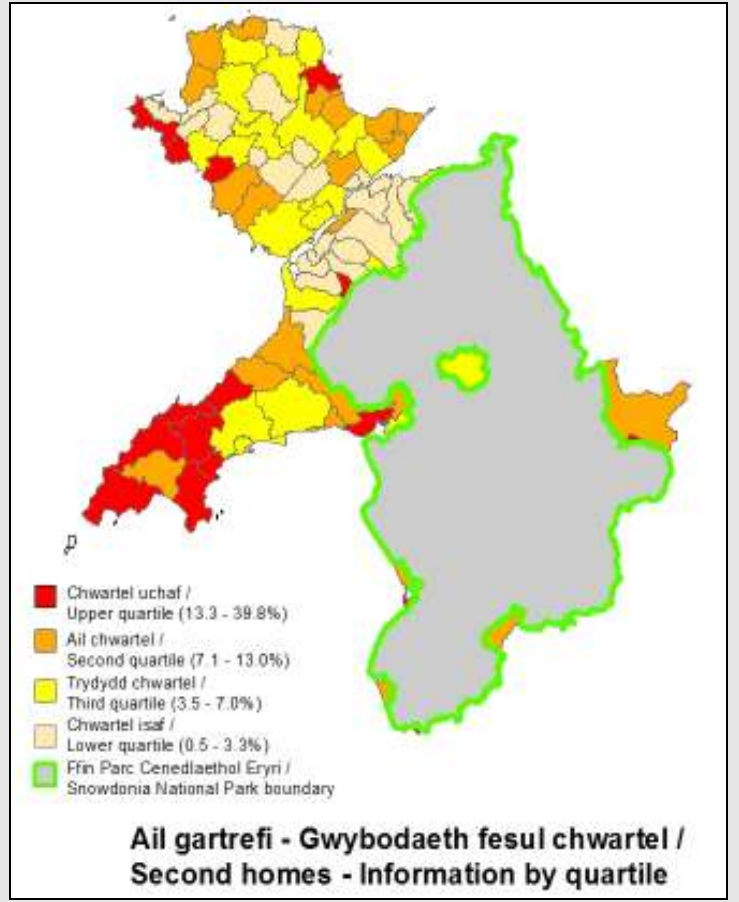 Chwartel uchaf /
Upper quartile (13.3 - 39.8%)
Ail chwartel /
Second quartile (7.1 - 13.0%)
Trydydd chwartel /
Third quartile (3.5 - 7.0%)
Chwartel isaf /
Lower quartile (0.5 - 3.3%)
Ffin Parc Cenedlaethol Eryri /
Snowdonia National Park boundary
Ail gartrefi - Gwybodaeth fesul chwartel /
Second homes - Information by quartile